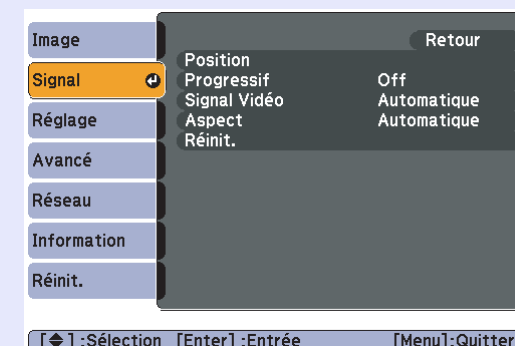 Image
Signal
Réglage
Avancé
Réseau
Information
Réinit.
Retour
Position
Progressif Off
Signal Vidéo Automatique
Aspect Automatique
Réinit.
[◆] :Sélection [Enter] :Entrée [Menu]:Quitter